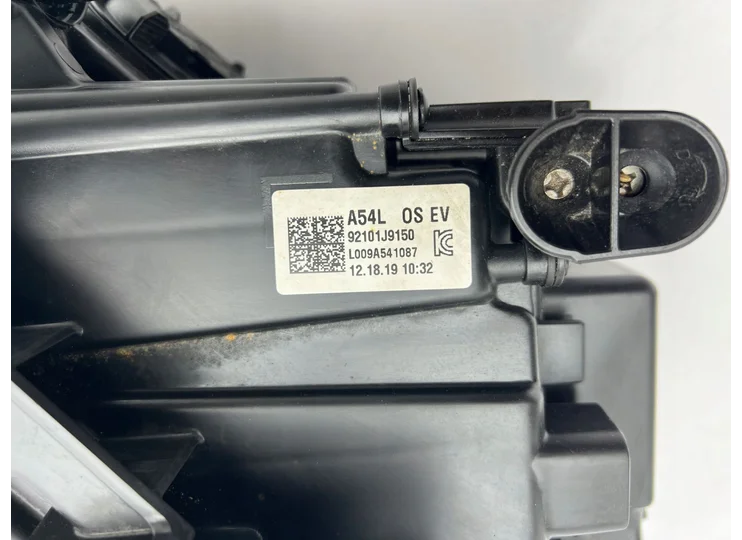 A54L OS EV
92101J9150
L009A541087
12.18.19 10:32